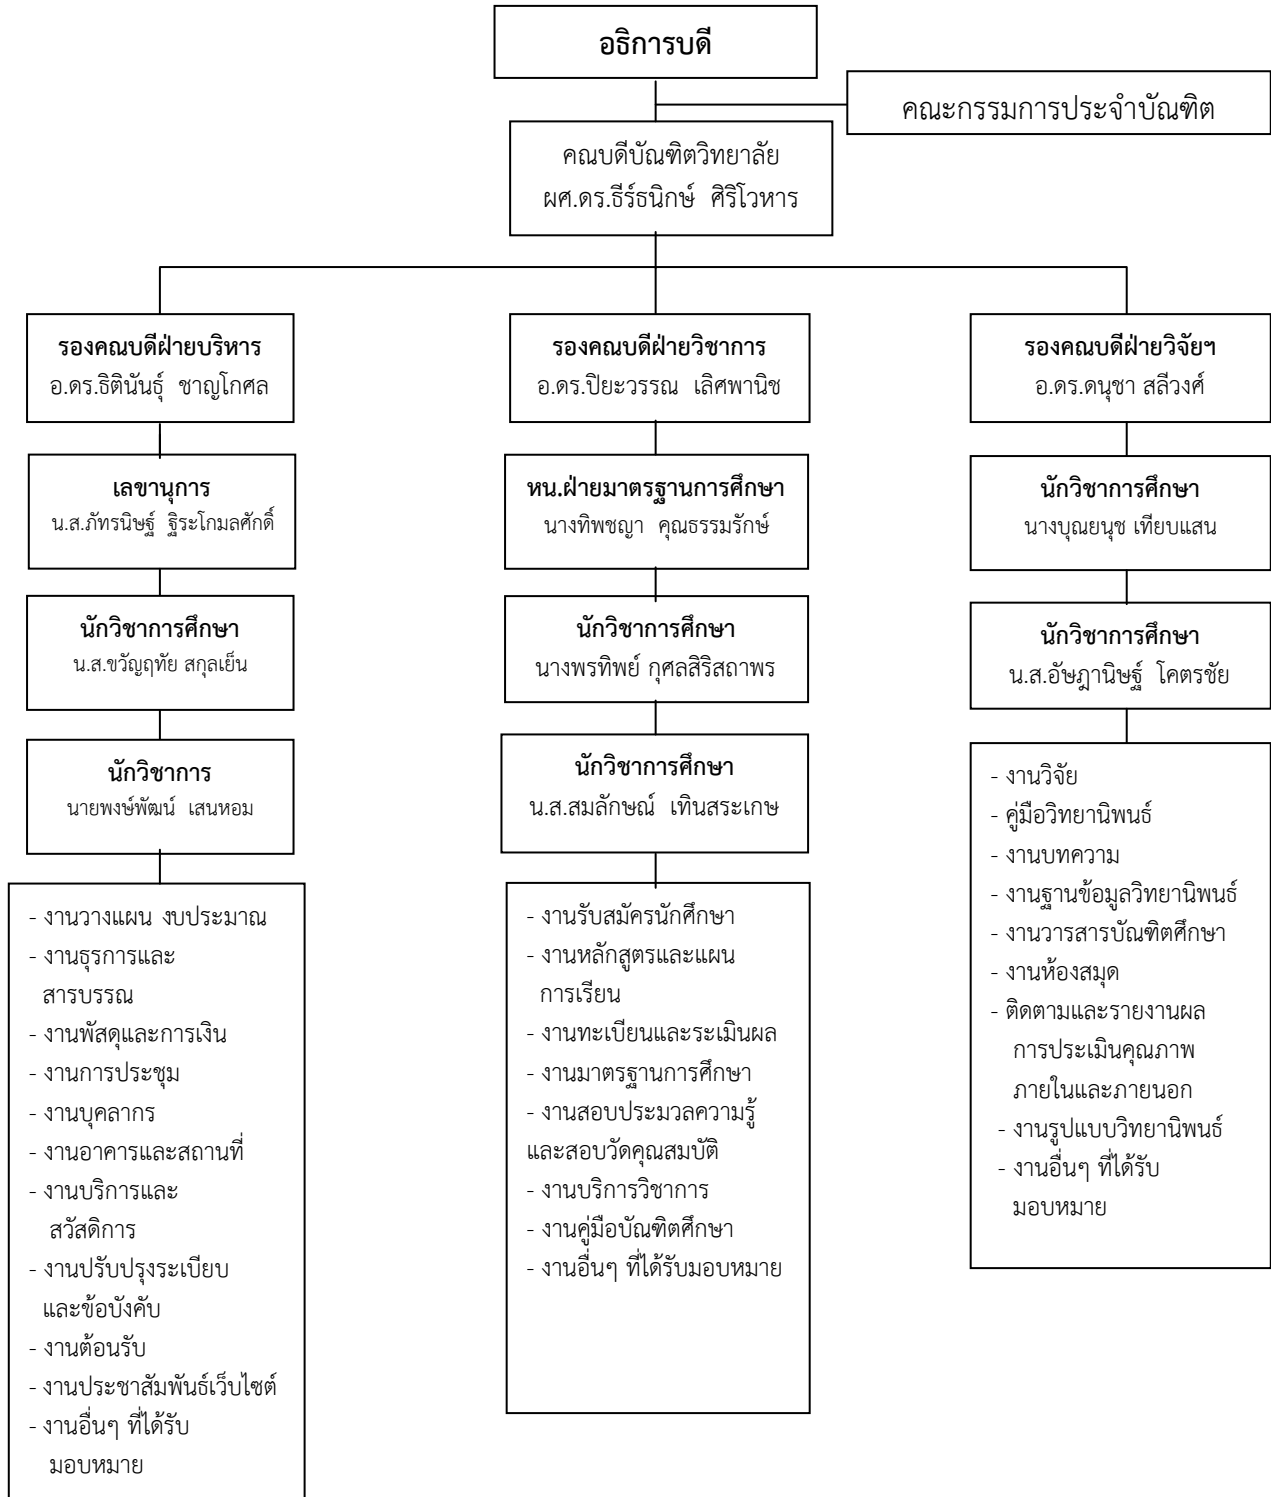 อธิการบดี
คณะกรรมการประจำบัณฑิต
คณบดีบัณฑิตวิทยาลัย
ผศ.ดร.ธีร์ธนิกษ์ ศิริโวหาร
รองคณบดีฝ่ายบริหาร
อ.ดร.ธิตินันธุ์ ชาญโกศล
เลขานุการ
น.ส.ภัทรนิษฐ์ ฐิระโกมลศักดิ์
นักวิชาการศึกษา
น.ส.ขวัญฤทัย สกุลเย็น
นักวิชาการ
นายพงษ์พัฒน์ เสนหอม
- งานวางแผน งบประมาณ
- งานธุรการและ
สารบรรณ
- งานพัสดุและการเงิน
- งานการประชุม
- งานบุคลากร
- งานอาคารและสถานที่
- งานบริการและ
สวัสดิการ
- งานปรับปรุงระเบียบ
และข้อบังคับ
- งานต้อนรับ
- งานประชาสัมพันธ์เว็บไซต์
- งานอื่นๆ ที่ได้รับ
มอบหมาย
รองคณบดีฝ่ายวิชาการ
อ.ดร.ปิยะวรรณ เลิศพานิช
หน.ฝ่ายมาตรฐานการศึกษา
นางทิพชญา คุณธรรมรักษ์
นักวิชาการศึกษา
นางพรทิพย์ กุศลสิริสถาพร
นักวิชาการศึกษา
น.ส.สมลักษณ์ เทินสระเกษ
- งานรับสมัครนักศึกษา
- งานหลักสูตรและแผน
การเรียน
- งานทะเบียนและระเมินผล
- งานมาตรฐานการศึกษา
- งานสอบประมวลความรู้
และสอบวัดคุณสมบัติ
- งานบริการวิชาการ
- งานคู่มือบัณฑิตศึกษา
- งานอื่นๆ ที่ได้รับมอบหมาย
รองคณบดีฝ่ายวิจัยฯ
อ.ดร.ดนุชา สลีวงศ์
นักวิชาการศึกษา
นางบุณยนุช เทียบแสน
นักวิชาการศึกษา
น.ส.อัษฎานิษฐ์ โคตรชัย
- งานวิจัย
- คู่มือวิทยานิพนธ์
- งานบทความ
- งานฐานข้อมูลวิทยานิพนธ์
- งานวารสารบัณฑิตศึกษา
- งานห้องสมุด
- ติดตามและรายงานผล
การประเมินคุณภาพ
ภายในและภายนอก
- งานรูปแบบวิทยานิพนธ์
- งานอื่นๆ ที่ได้รับ
มอบหมาย